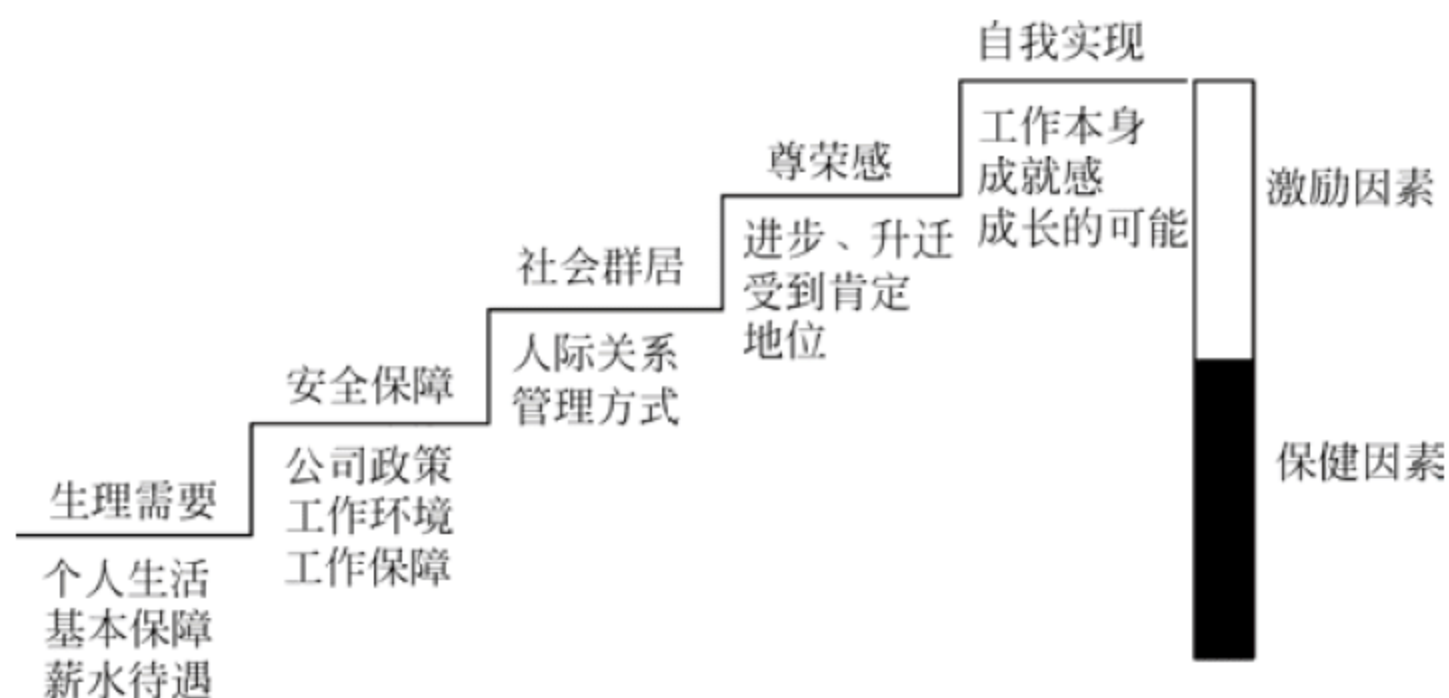 自我实现
工作本身
成就感
成长的可能
尊荣感
进步、升迁
受到肯定
地位
社会群居
人际关系
管理方式
安全保障
公司政策
工作环境
工作保障
生理需要
个人生活
基本保障
薪水待遇
激励因素
保健因素